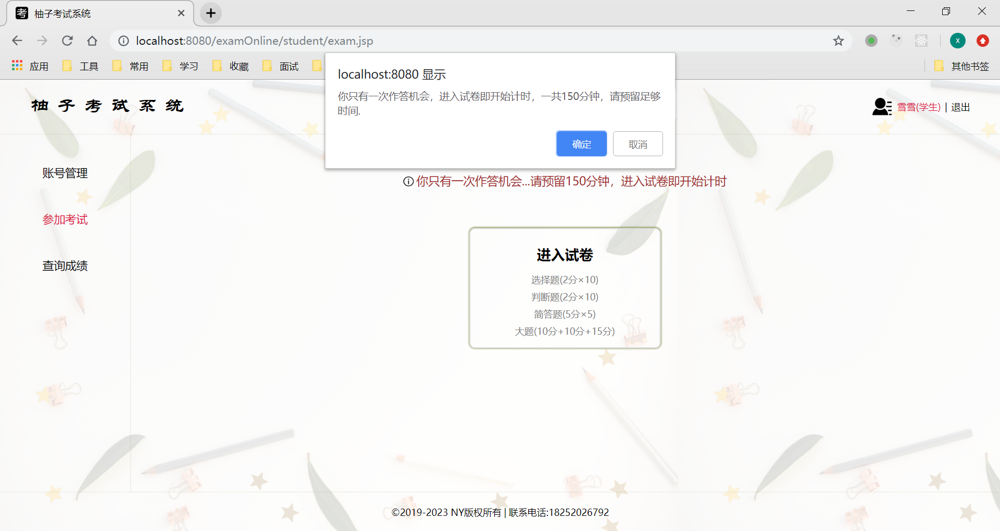 考 柚子考试系统
localhost:8080/examOnline/student/exam.jsp
X
应用 工具 常用 学习 收藏 面试 其他书签
localhost:8080 显示
你只有一次作答机会，进入试卷即开始计时，一共150分钟，请预留足够
时间.
确定 取消
柚子考试系统
雪雪(学生) | 退出
账号管理
参加考试
查询成绩
你只有一次作答机会...请预留150分钟，进入试卷即开始计时
进入试卷
选择题(2分×10)
判断题(2分×10)
简答题(5分×5)
大题(10分+10分+15分)
©2019-2023 NY版权所有 | 联系电话:18252026792